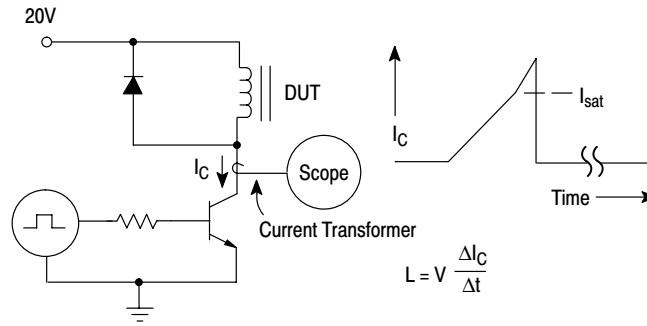 20V
DUT
I_C
Scope
Current Transformer
I_C
I_sat
Time
L = V ΔI_C / Δt